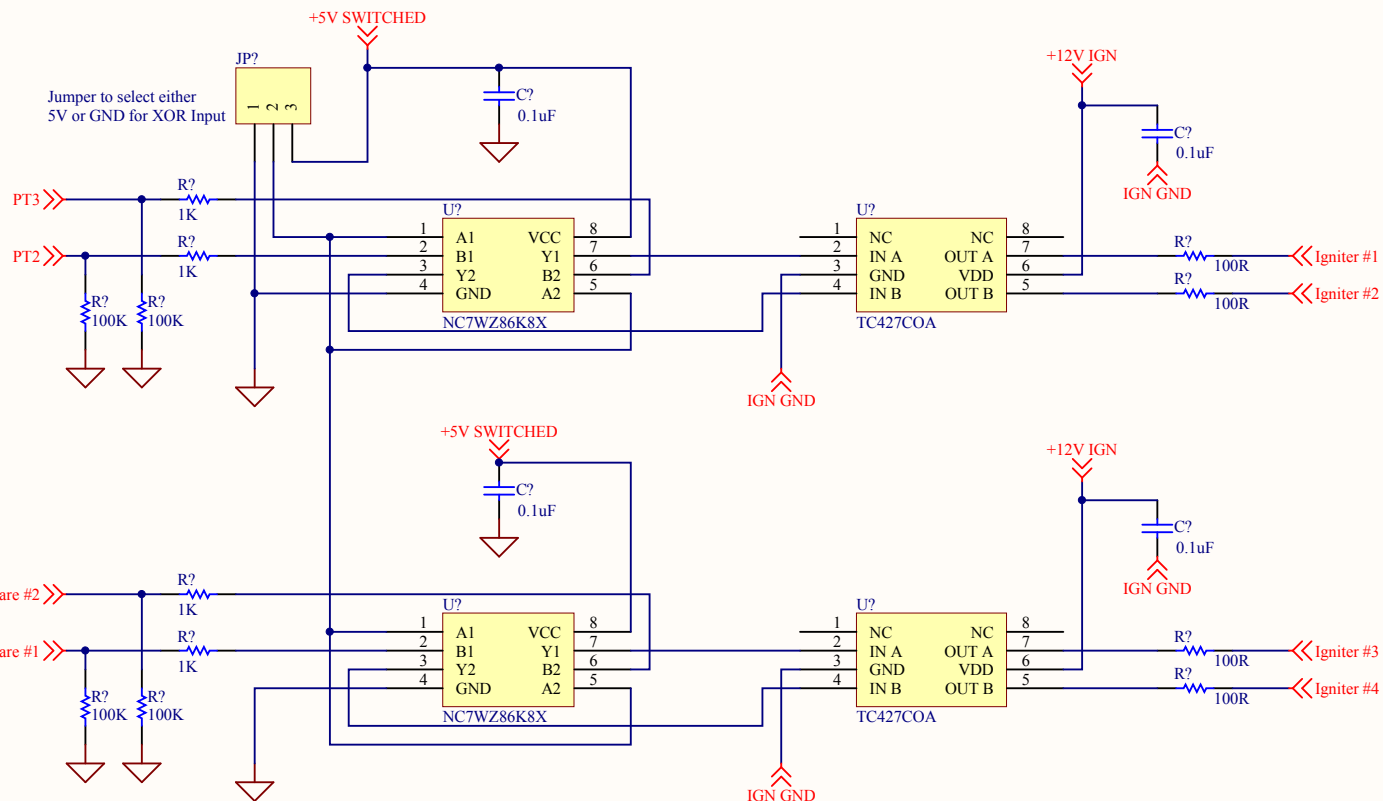 +5V SWITCHED
JP?
1
2
3
Jumper to select either
5V or GND for XOR Input
C?
0.1uF
+12V IGN
C?
0.1uF
IGN GND
PT3
R?
1K
PT2
R?
1K
R?
100K
R?
100K
U?
1 A1 VCC 8
2 B1 Y1 7
3 Y2 B2 6
4 GND A2 5
NC7WZ86K8X
U?
1 NC NC 8
2 IN A OUT A 7
3 GND VDD 6
4 IN B OUT B 5
TC427COA
R?
100R
Igniter #1
R?
100R
Igniter #2
IGN GND
+5V SWITCHED
C?
0.1uF
+12V IGN
C?
0.1uF
IGN GND
are #2
R?
1K
are #1
R?
1K
R?
100K
R?
100K
U?
1 A1 VCC 8
2 B1 Y1 7
3 Y2 B2 6
4 GND A2 5
NC7WZ86K8X
U?
1 NC NC 8
2 IN A OUT A 7
3 GND VDD 6
4 IN B OUT B 5
TC427COA
R?
100R
Igniter #3
R?
100R
Igniter #4
IGN GND